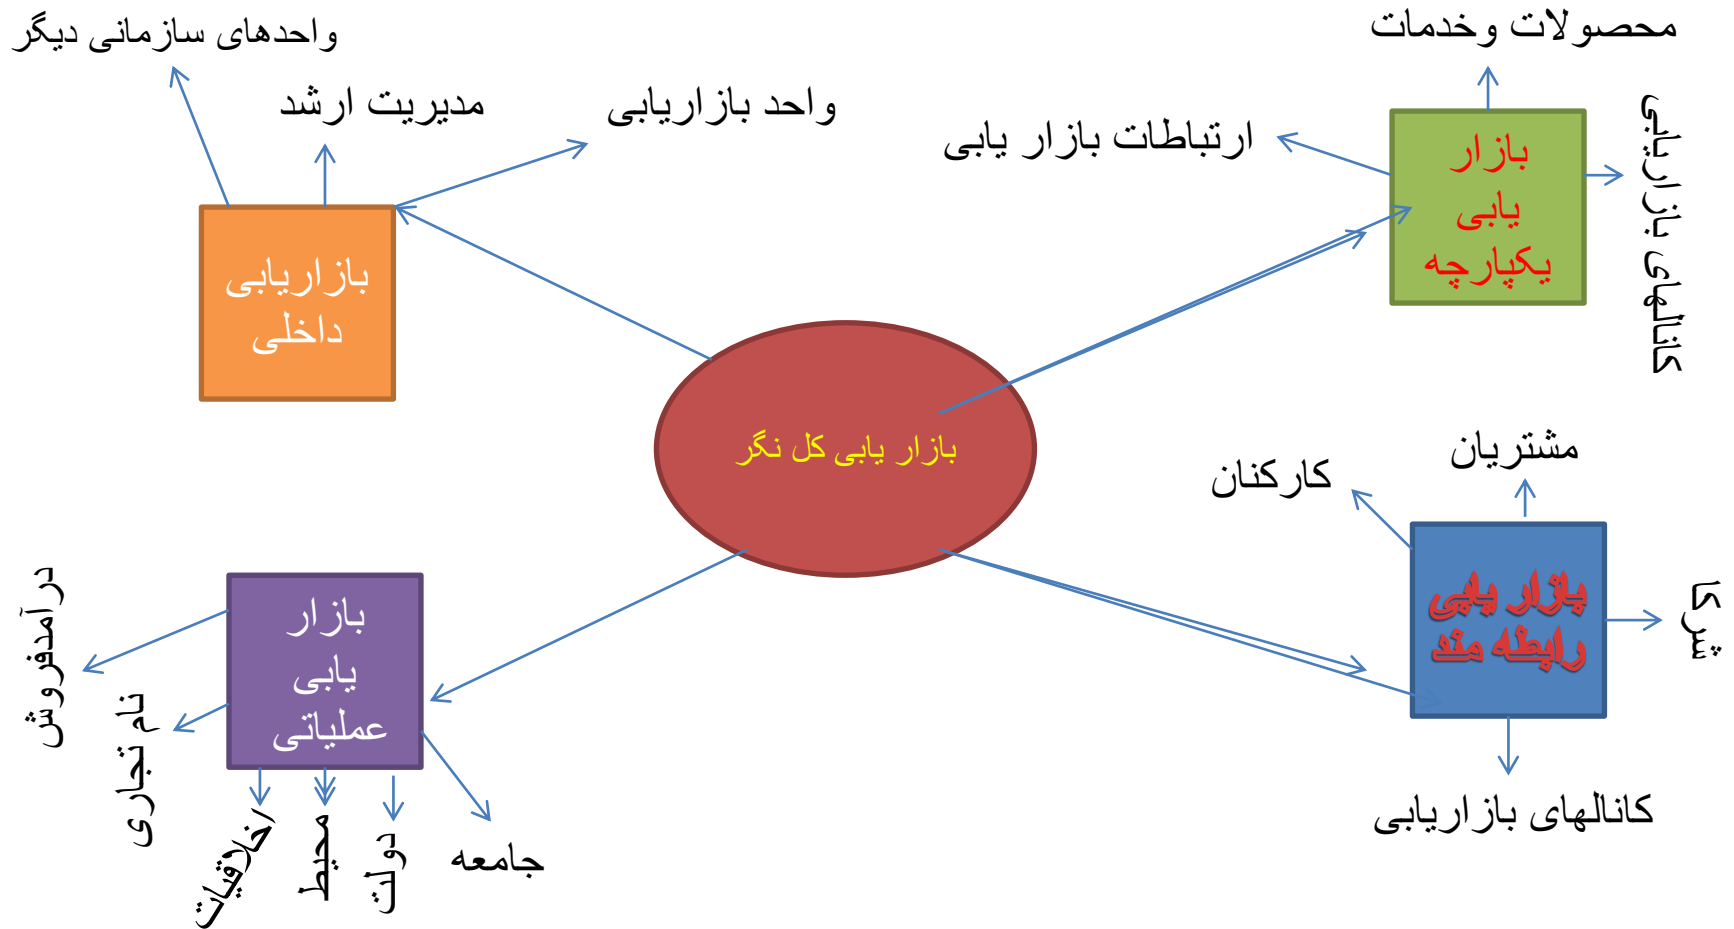 محصولات وخدمات
واحدهای سازمانی دیگر
واحد بازاریابی
مدیریت ارشد
ارتباطات بازار یابی
کانالهای بازاریابی
بازار
یابی
یکپارچه
بازاریابی
داخلی
بازار یابی کل نگر
مشتریان
کارکنان
شرکا
بازار یابی
رابطه مند
کانالهای بازاریابی
بازار
یابی
عملیاتی
درآمدفروش
نام تجاری
اخلاقیات
محیط
دولت
جامعه